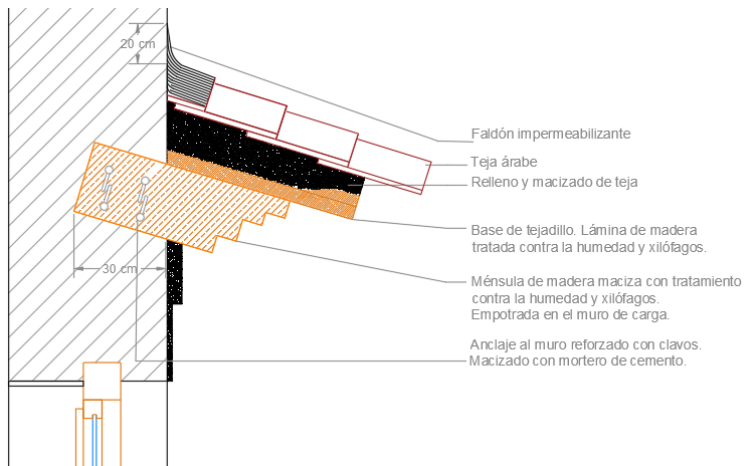 20 cm
Faldón impermeabilizante
Teja árabe
Relleno y macizado de teja
Base de tejadillo. Lámina de madera
tratada contra la humedad y xilófagos.
30 cm
Ménsula de madera maciza con tratamiento
contra la humedad y xilófagos.
Empotrada en el muro de carga.
Anclaje al muro reforzado con clavos.
Macizado con mortero de cemento.